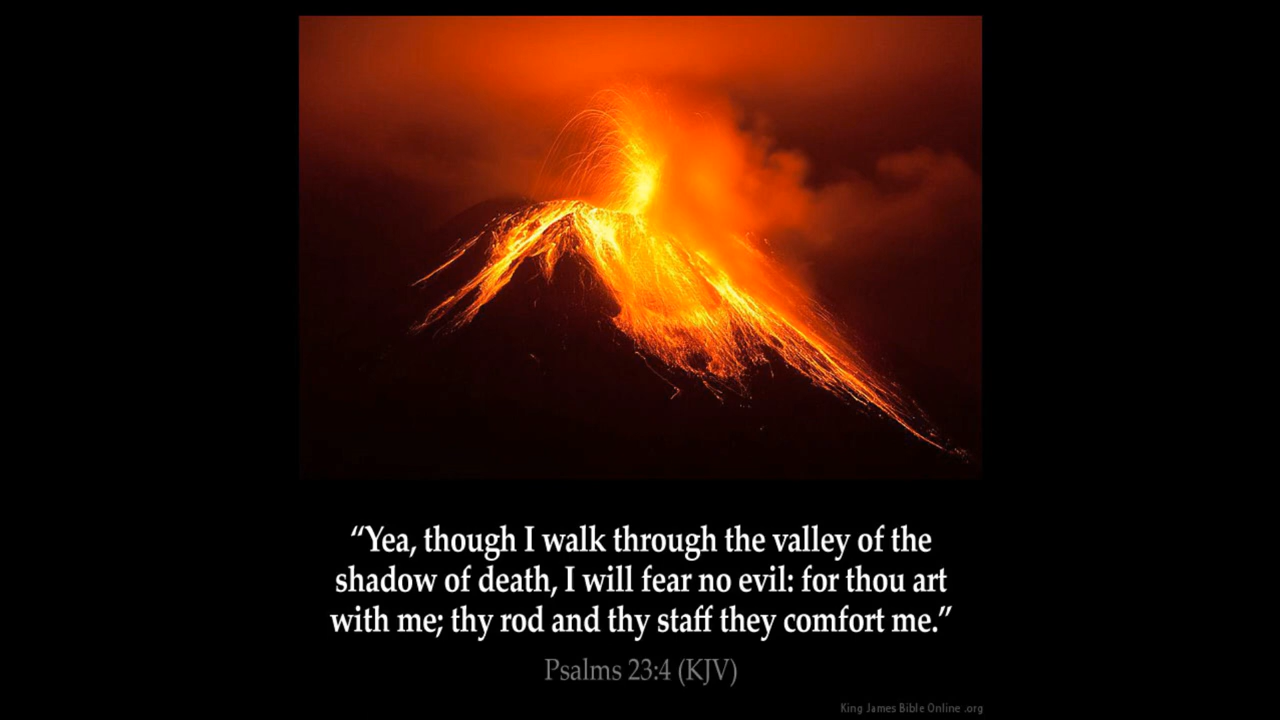 “Yea, though I walk through the valley of the
shadow of death, I will fear no evil: for thou art
with me; thy rod and thy staff they comfort me.”
Psalms 23:4 (KJV)
King James Bible Online .org